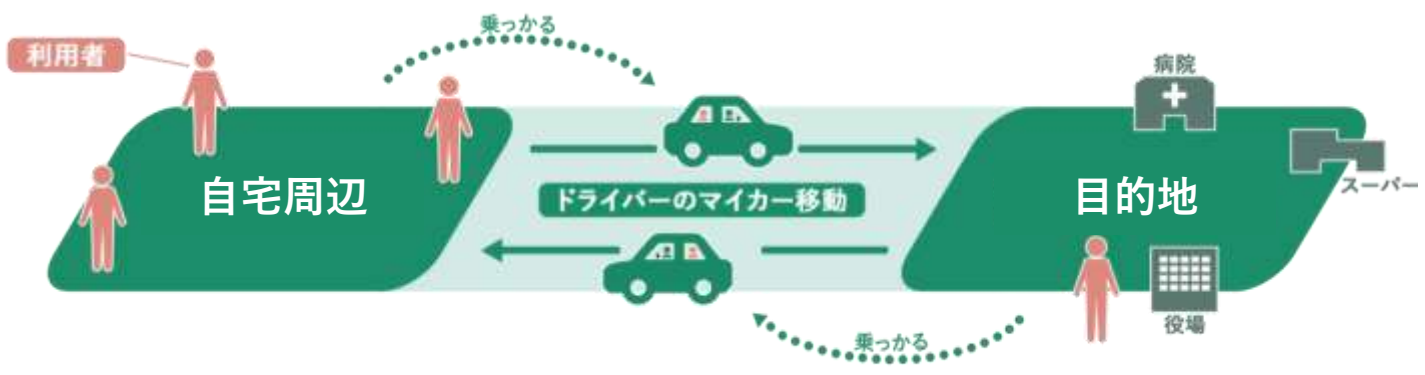 乗っかる
利用者
病院
スーパー
自宅周辺
ドライバーのマイカー移動
目的地
役場
乗っかる